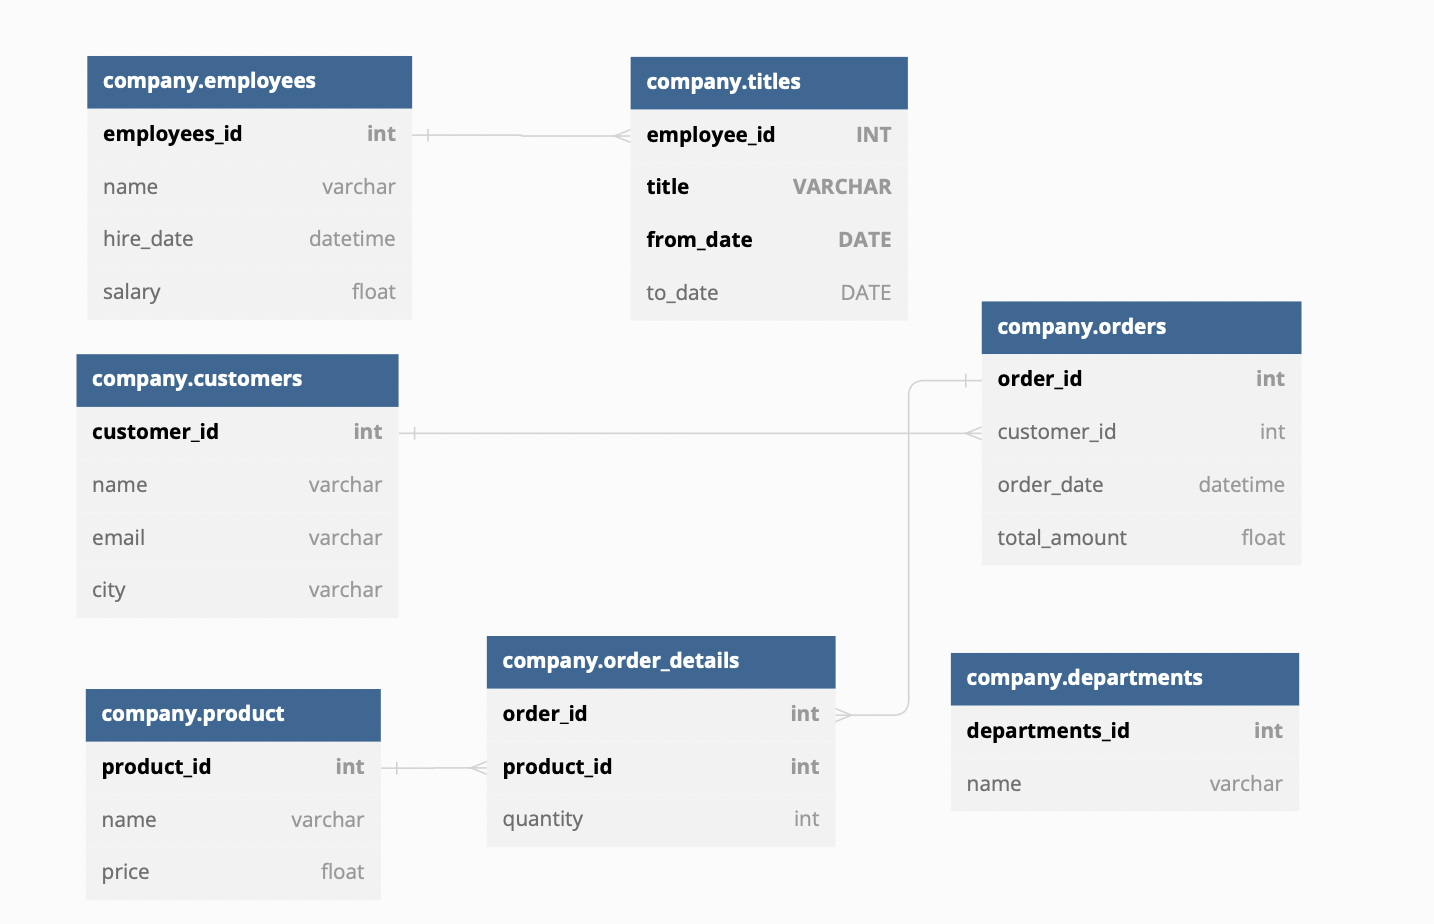 company.employees
employees_id int
name varchar
hire_date datetime
salary float
company.titles
employee_id INT
title VARCHAR
from_date DATE
to_date DATE
company.customers
customer_id int
name varchar
email varchar
city varchar
company.orders
order_id int
customer_id int
order_date datetime
total_amount float
company.product
product_id int
name varchar
price float
company.order_details
order_id int
product_id int
quantity int
company.departments
departments_id int
name varchar